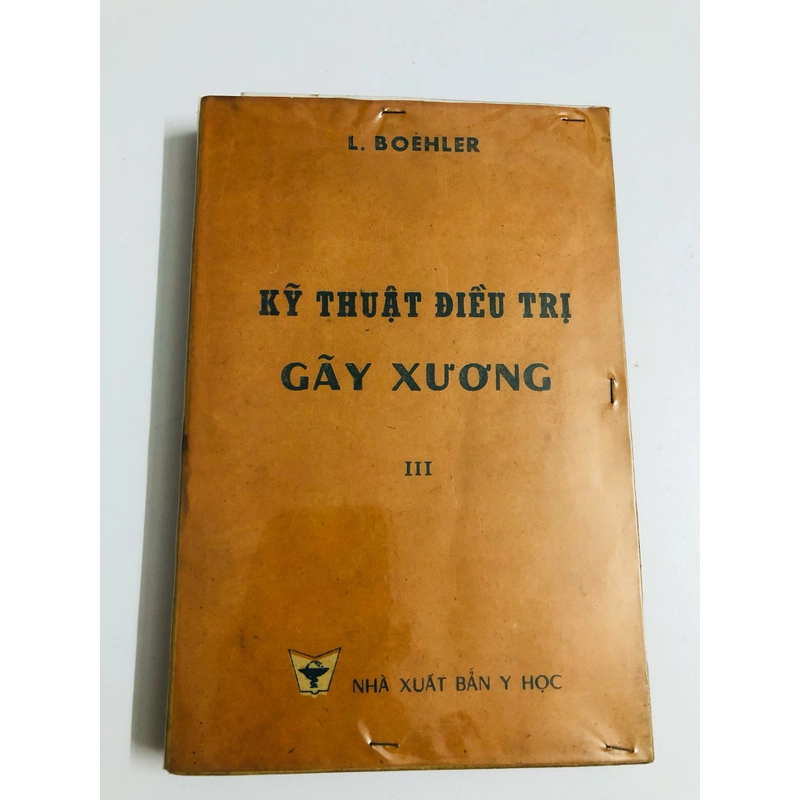 L. BOEHLER
KỸ THUẬT ĐIỀU TRỊ
GÃY XƯƠNG
III
NHÀ XUẤT BẢN Y HỌC